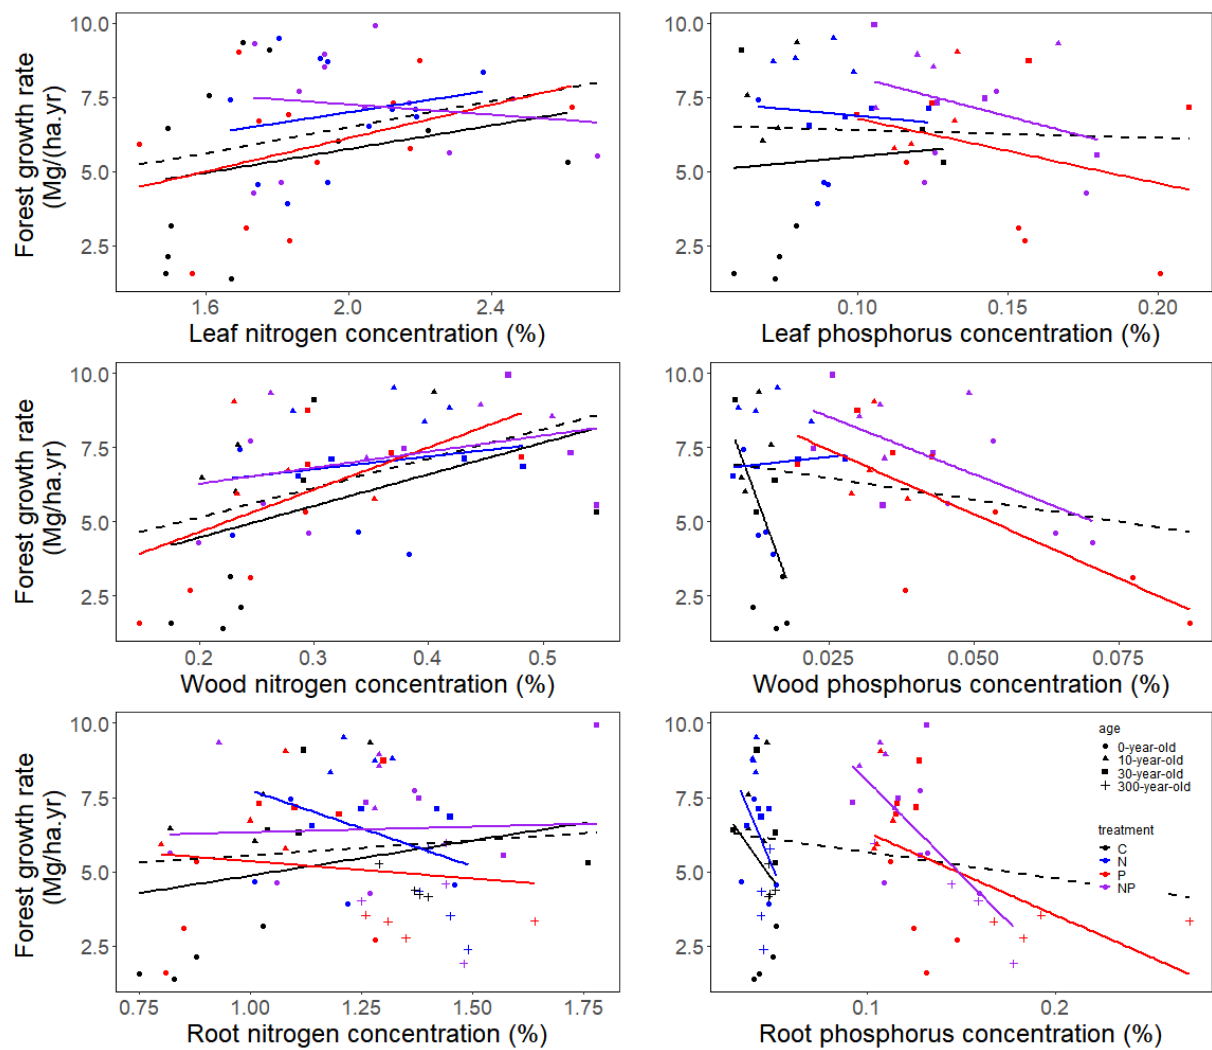 Forest growth rate
(Mg/(ha.yr)
10.0
7.5
5.0
2.5
1.6
2.0
2.4
Leaf nitrogen concentration (%)
10.0
7.5
5.0
2.5
0.10
0.15
0.20
Leaf phosphorus concentration (%)
Forest growth rate
(Mg/ha.yr)
10.0
7.5
5.0
2.5
0.2
0.3
0.4
0.5
Wood nitrogen concentration (%)
10.0
7.5
5.0
2.5
0.025
0.050
0.075
Wood phosphorus concentration (%)
Forest growth rate
(Mg/ha.yr)
10.0
7.5
5.0
2.5
0.75
1.00
1.25
1.50
1.75
Root nitrogen concentration (%)
10.0
7.5
5.0
2.5
0.1
0.2
Root phosphorus concentration (%)
age
0-year-old
10-year-old
30-year-old
300-year-old
treatment
C
N
P
NP